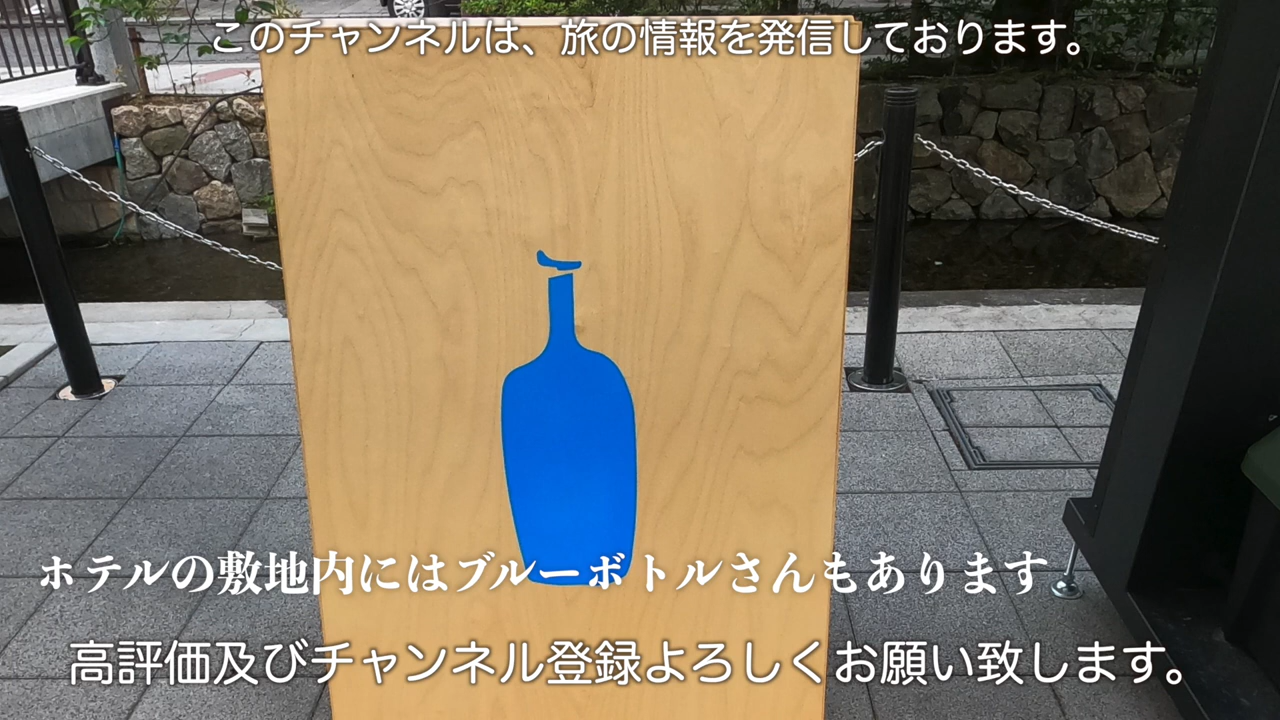 このチャンネルは、旅の情報を発信しております。
ホテルの敷地内にはブルーボトルさんもあります
高評価及びチャンネル登録よろしくお願い致します。